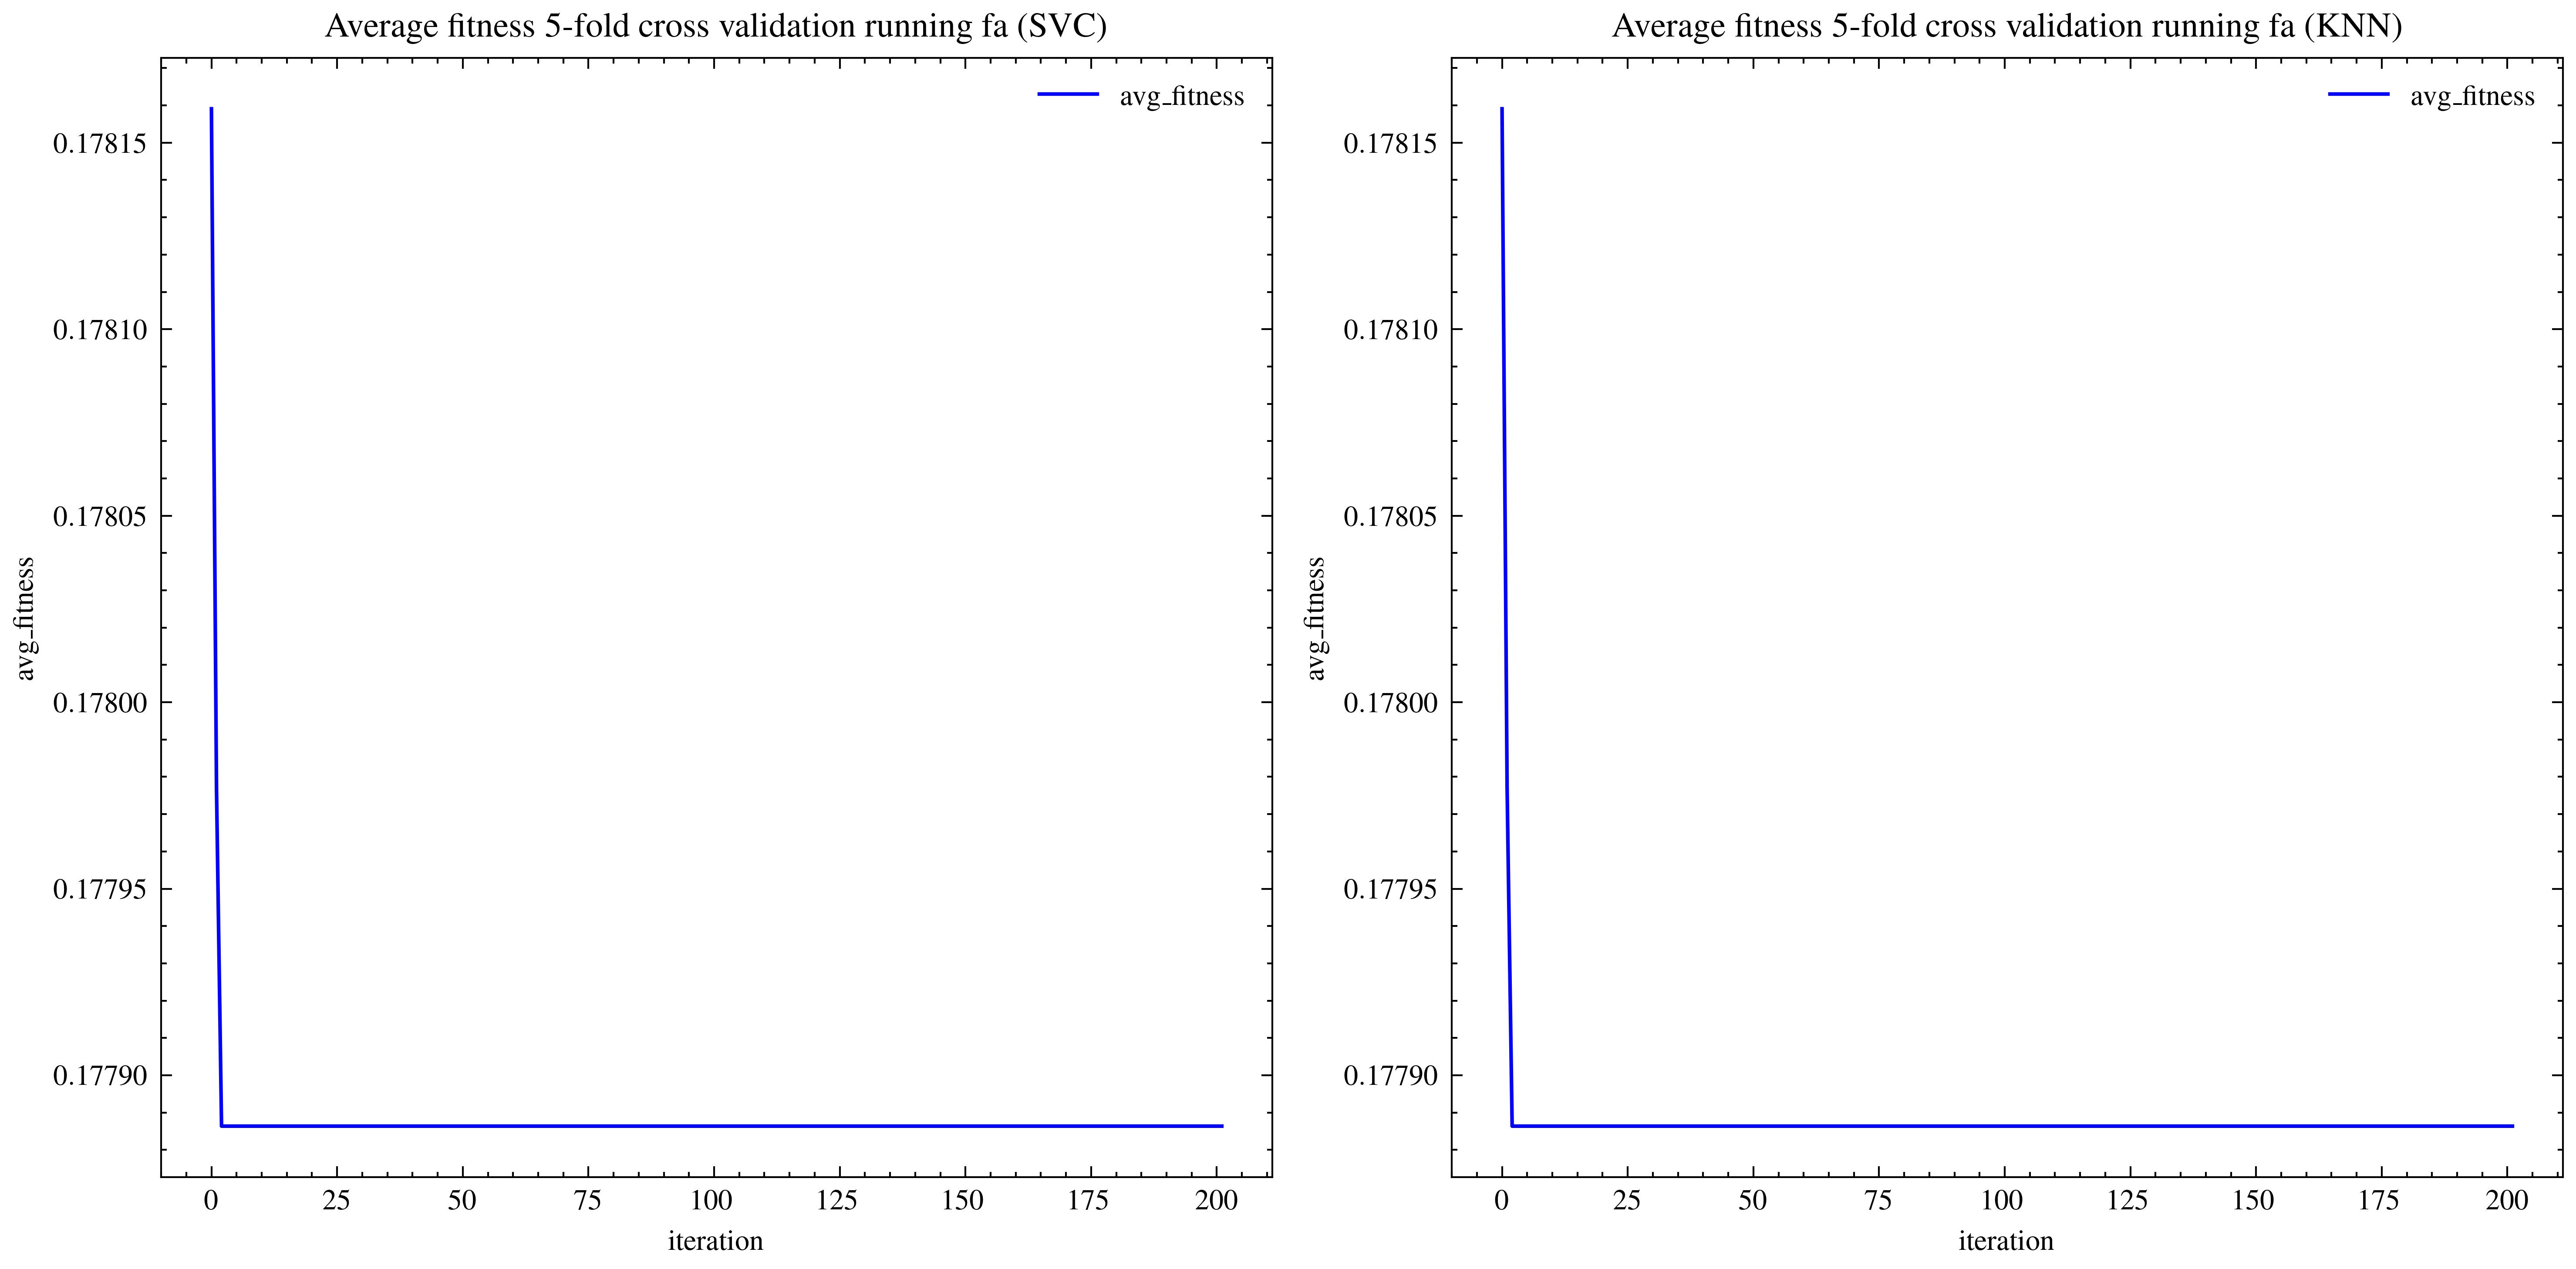 Average fitness 5-fold cross validation running fa (SVC)
avg_fitness
0.17815
0.17810
0.17805
0.17800
0.17795
0.17790
avg_fitness
0 25 50 75 100 125 150 175 200
iteration
Average fitness 5-fold cross validation running fa (KNN)
avg_fitness
0.17815
0.17810
0.17805
0.17800
0.17795
0.17790
avg_fitness
0 25 50 75 100 125 150 175 200
iteration